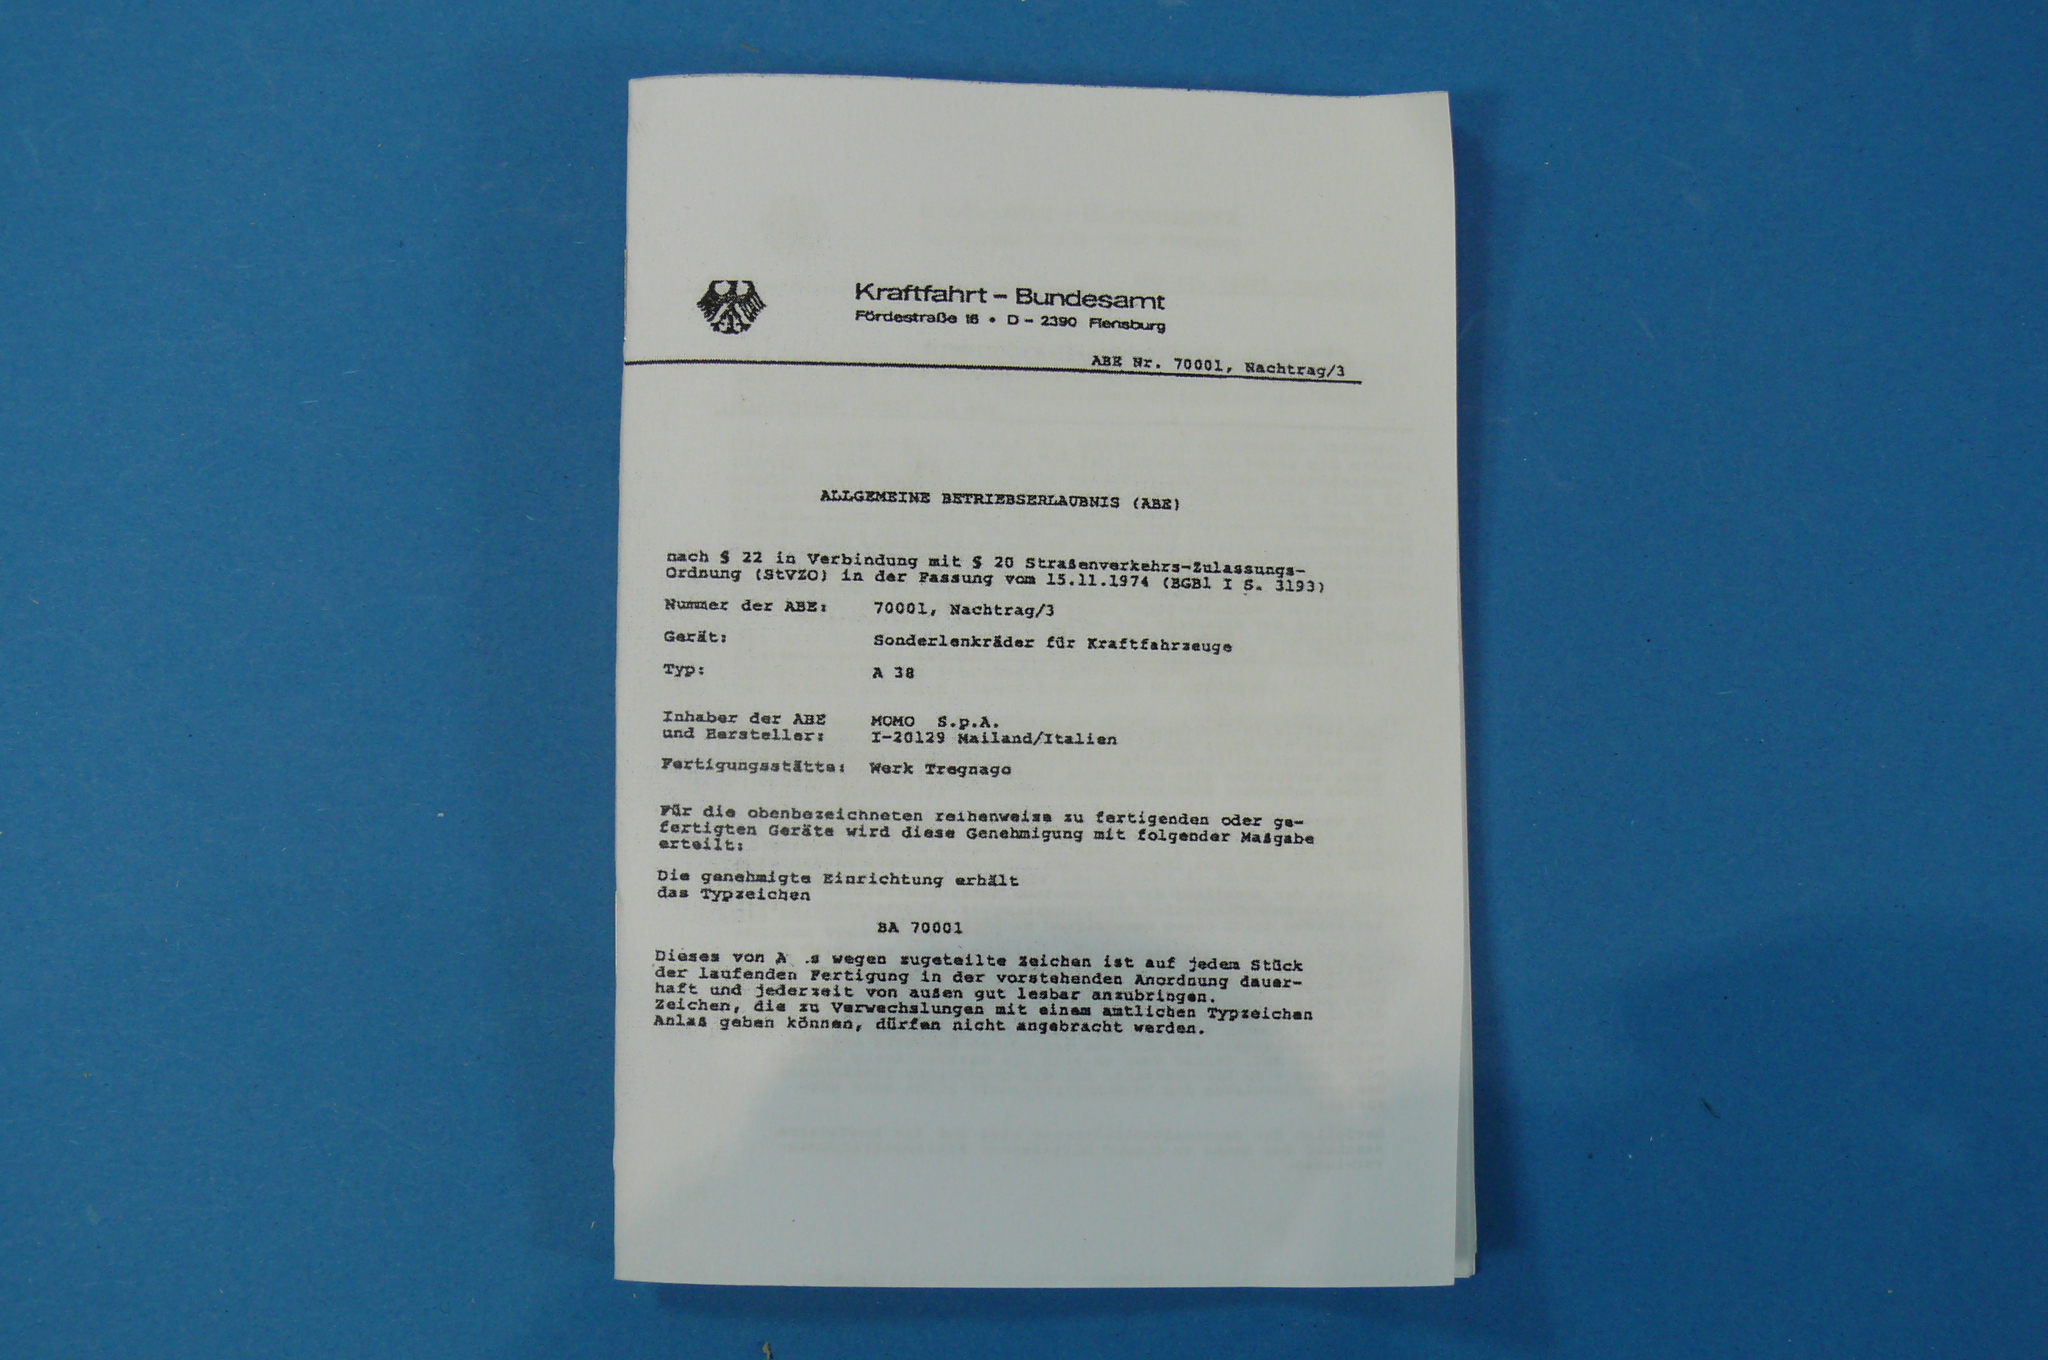 Kraftfahrt - Bundesamt
Fördestraße 16 • D - 2390 Flensburg
ABE Nr. 70001, Nachtrag/3
ALLGEMEINE BETRIEBSERLAUBNIS (ABE)
nach § 22 in Verbindung mit § 20 Straßenverkehrs-Zulassungs-
Ordnung (StVZO) in der Fassung vom 15.11.1974 (BGBl I S. 3193)
Nummer der ABE: 70001, Nachtrag/3
Gerät: Sonderlenkräder für Kraftfahrzeuge
Typ: A 38
Inhaber der ABE MOMO S.p.A.
und Hersteller: I-20129 Mailand/Italien
Fertigungsstätte: Werk Tregnago
Für die obenbezeichneten reihenweise zu fertigenden oder ge-
fertigten Geräte wird diese Genehmigung mit folgender Maßgabe
erteilt:
Die genehmigte Einrichtung erhält
das Typzeichen
BA 70001
Dieses von A s wegen zugeteilte Zeichen ist auf jedem Stück
der laufenden Fertigung in der vorstehenden Anordnung dauer-
haft und jederzeit von außen gut lesbar anzubringen.
Zeichen, die zu Verwechslungen mit einem amtlichen Typzeichen
Anlaß geben können, dürfen nicht angebracht werden.